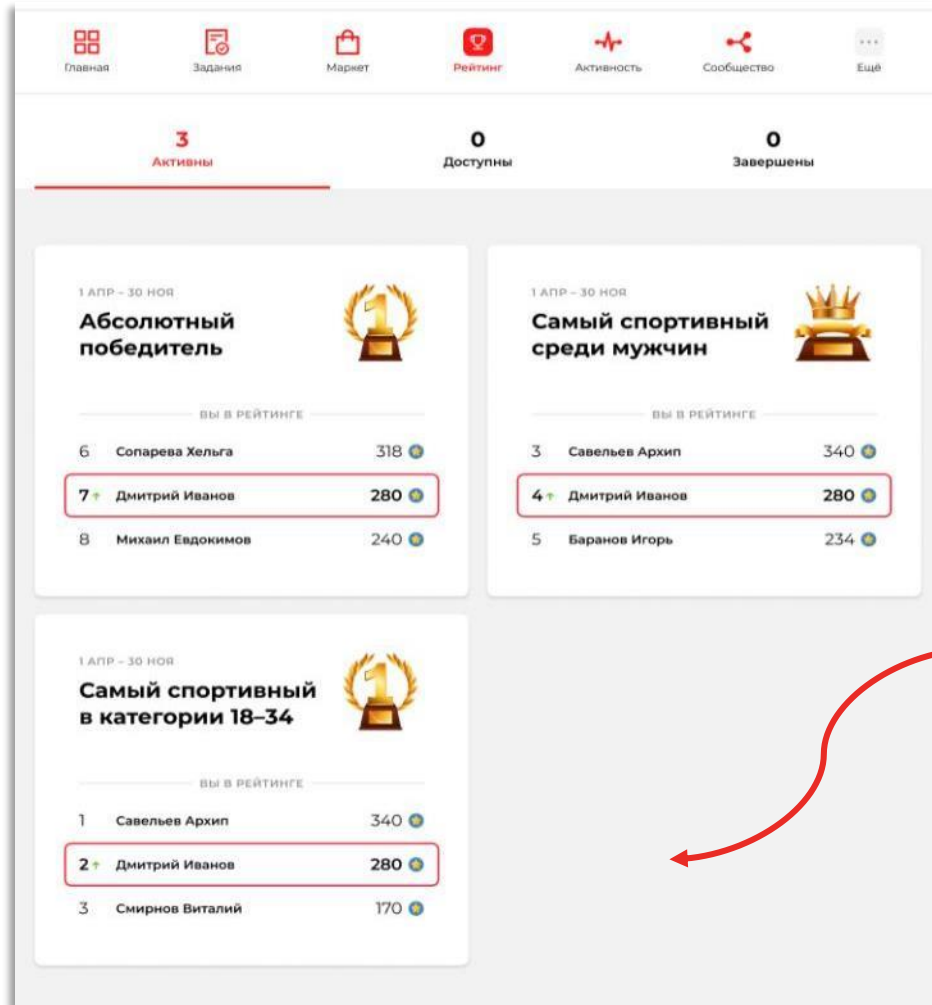 Главная Задания Маркет Рейтинг Активность Сообщество Ещё
3 0 0
Активны Доступны Завершены
1 АПР – 30 НОЯ
Абсолютный
победитель
1
ВЫ В РЕЙТИНГЕ
6 Сопарева Хельга 318
7 Дмитрий Иванов 280
8 Михаил Евдокимов 240
1 АПР – 30 НОЯ
Самый спортивный
среди мужчин
ВЫ В РЕЙТИНГЕ
3 Савельев Архип 340
4 Дмитрий Иванов 280
5 Баранов Игорь 234
1 АПР – 30 НОЯ
Самый спортивный
в категории 18–34
1
ВЫ В РЕЙТИНГЕ
1 Савельев Архип 340
2 Дмитрий Иванов 280
3 Смирнов Виталий 170